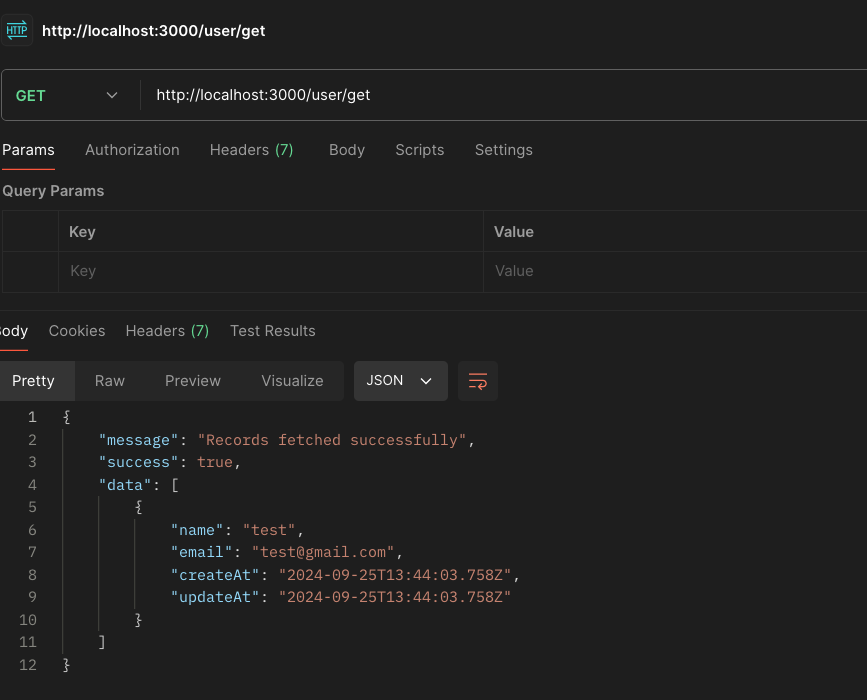 HTTP http://localhost:3000/user/get
GET http://localhost:3000/user/get
Params Authorization Headers (7) Body Scripts Settings
Query Params
Key Value
Key Value
ody Cookies Headers (7) Test Results
Pretty Raw Preview Visualize JSON
1 {
2 "message": "Records fetched successfully",
3 "success": true,
4 "data": [
5 {
6 "name": "test",
7 "email": "test@gmail.com",
8 "createAt": "2024-09-25T13:44:03.758Z",
9 "updateAt": "2024-09-25T13:44:03.758Z"
10 }
11 ]
12 }